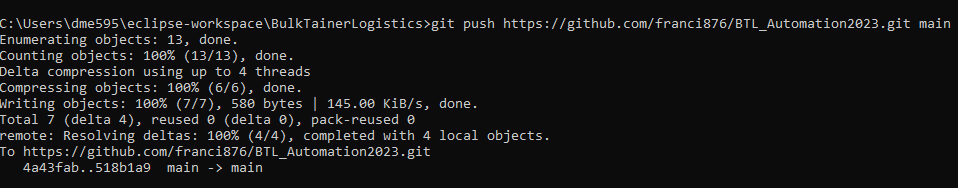 C:\Users\dme595\eclipse-workspace\BulkTainerLogistics>git push https://github.com/franci876/BTL_Automation2023.git main
Enumerating objects: 13, done.
Counting objects: 100% (13/13), done.
Delta compression using up to 4 threads
Compressing objects: 100% (6/6), done.
Writing objects: 100% (7/7), 580 bytes | 145.00 KiB/s, done.
Total 7 (delta 4), reused 0 (delta 0), pack-reused 0
remote: Resolving deltas: 100% (4/4), completed with 4 local objects.
To https://github.com/franci876/BTL_Automation2023.git
   4a43fab..518b1a9  main -> main